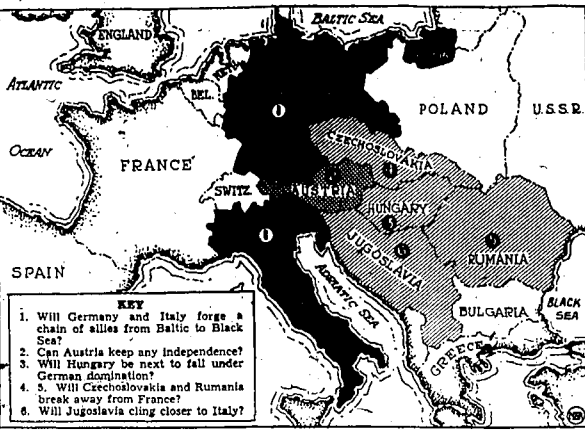 BALTIC SEA
ENGLAND
ATLANTIC
BEL.
POLAND
U.S.S.R.
OCEAN
FRANCE
CZECHOSLOVAKIA
SWITZ.
AUSTRIA
HUNGARY
JUGOSLAVIA
RUMANIA
SPAIN
ADRIATIC SEA
BULGARIA
BLACK
SEA
GREECE
KEY
1. Will Germany and Italy forge a
chain of allies from Baltic to Black
Sea?
2. Can Austria keep any independence?
3. Will Hungary be next to fall under
German domination?
4. 5. Will Czechoslovakia and Rumania
break away from France?
6. Will Jugoslavia cling closer to Italy?
1
1